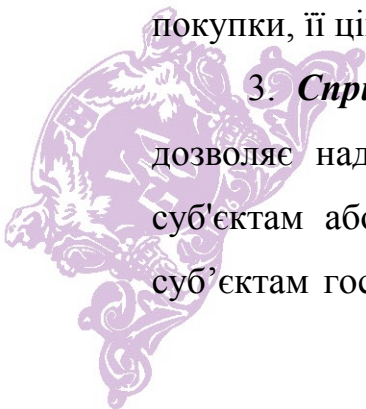 покупки, її ці
3. Спри
дозволяє над
суб'єктам або
суб’єктам гос